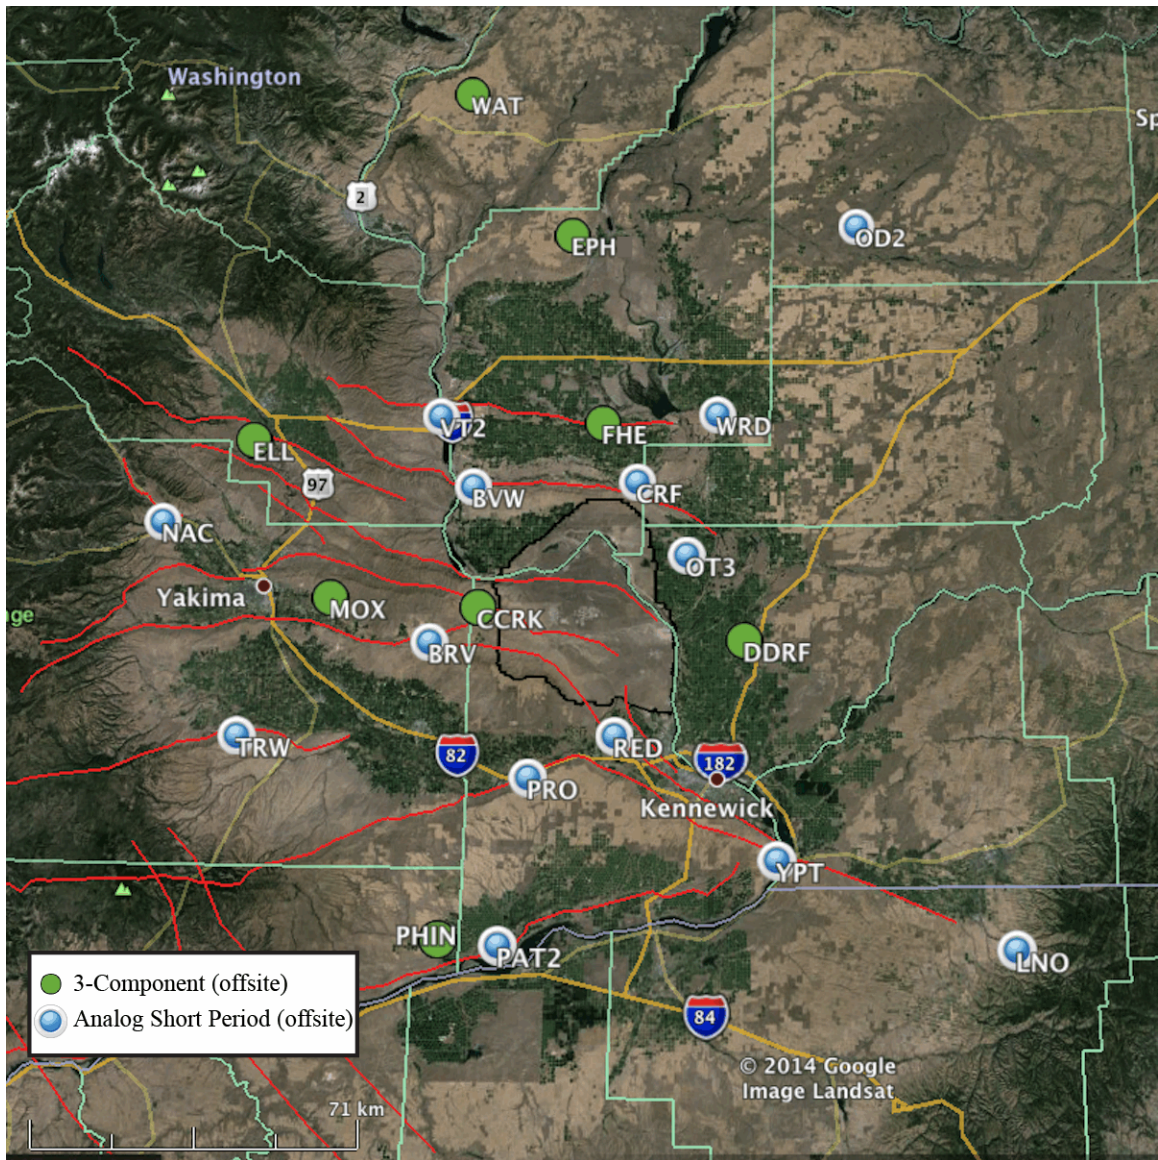 Washington
WAT
Sp
2
EPH
OD2
VT2
FHE
WRD
ELL
97
BVW
CRF
NAC
OT3
Yakima
MOX
CCRK
ge
BRV
DDRF
TRW
RED
82
182
PRO
Kennewick
YPT
PHIN
PAT2
LNO
3-Component (offsite)
Analog Short Period (offsite)
84
© 2014 Google
Image Landsat
71 km